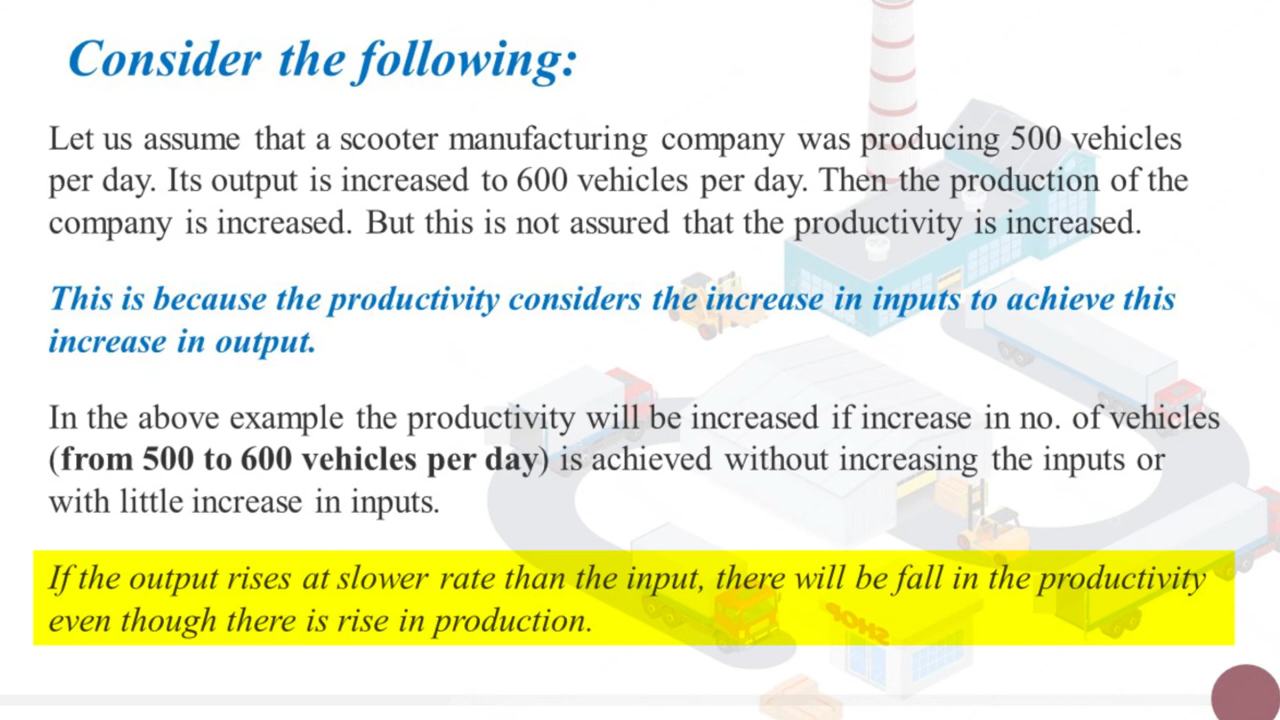 Consider the following:
Let us assume that a scooter manufacturing company was producing 500 vehicles
per day. Its output is increased to 600 vehicles per day. Then the production of the
company is increased. But this is not assured that the productivity is increased.
This is because the productivity considers the increase in inputs to achieve this
increase in output.
In the above example the productivity will be increased if increase in no. of vehicles
(from 500 to 600 vehicles per day) is achieved without increasing the inputs or
with little increase in inputs.
If the output rises at slower rate than the input, there will be fall in the productivity
even though there is rise in production.